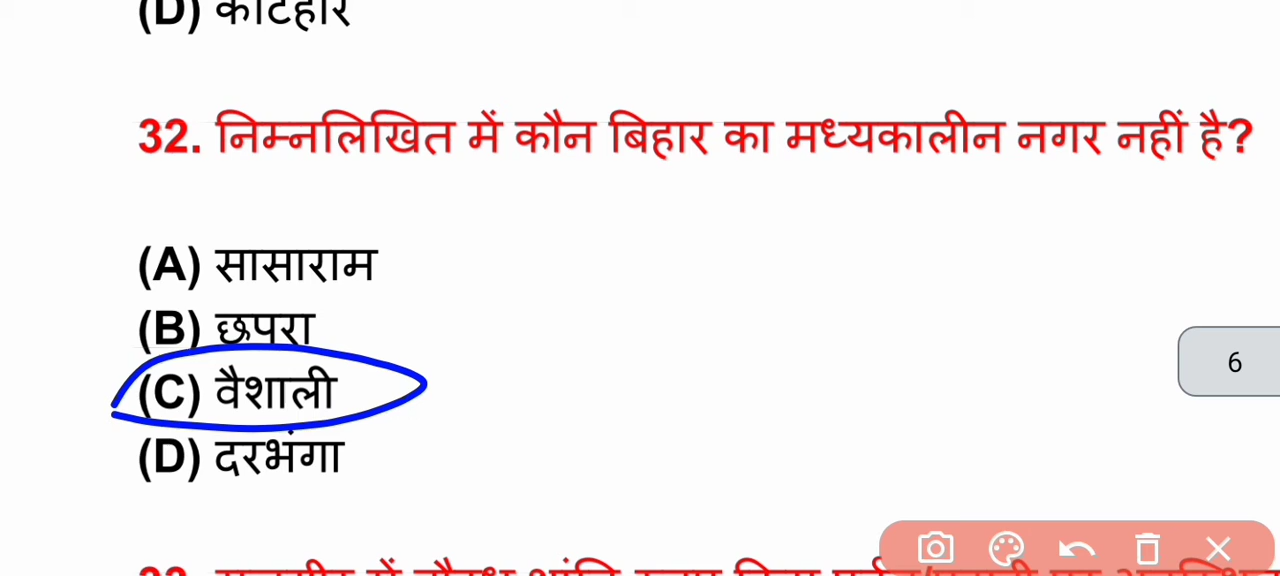 (D) कटिहार
32. निम्नलिखित में कौन बिहार का मध्यकालीन नगर नहीं है?
(A) सासाराम
(B) छपरा
(C) वैशाली
6
(D) दरभंगा